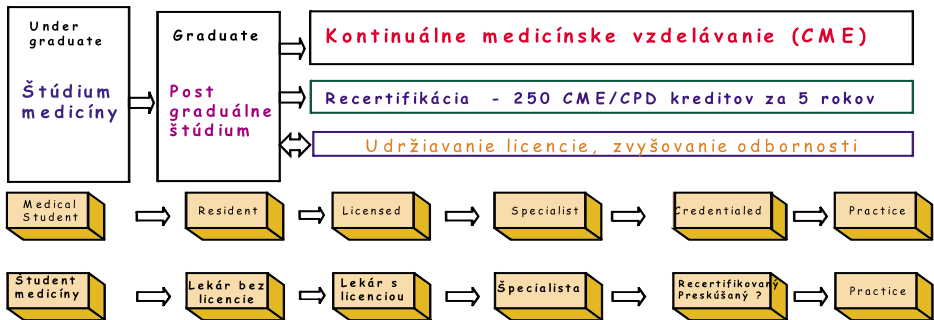 Under
graduate
Štúdium
medicíny
Graduate
Post
graduálne
štúdium
Kontinuálne medicínske vzdelávanie (CME)
Recertifikácia - 250 CME/CPD kreditov za 5 rokov
Udržiavanie licencie, zvyšovanie odbornosti
Medical
Student
Resident
Licensed
Specialist
Credentialed
Practice
Študent
medicíny
Lekár bez
licencie
Lekár s
licenciou
Špecialista
Recertifikovaný
Preskúšaný ?
Practice